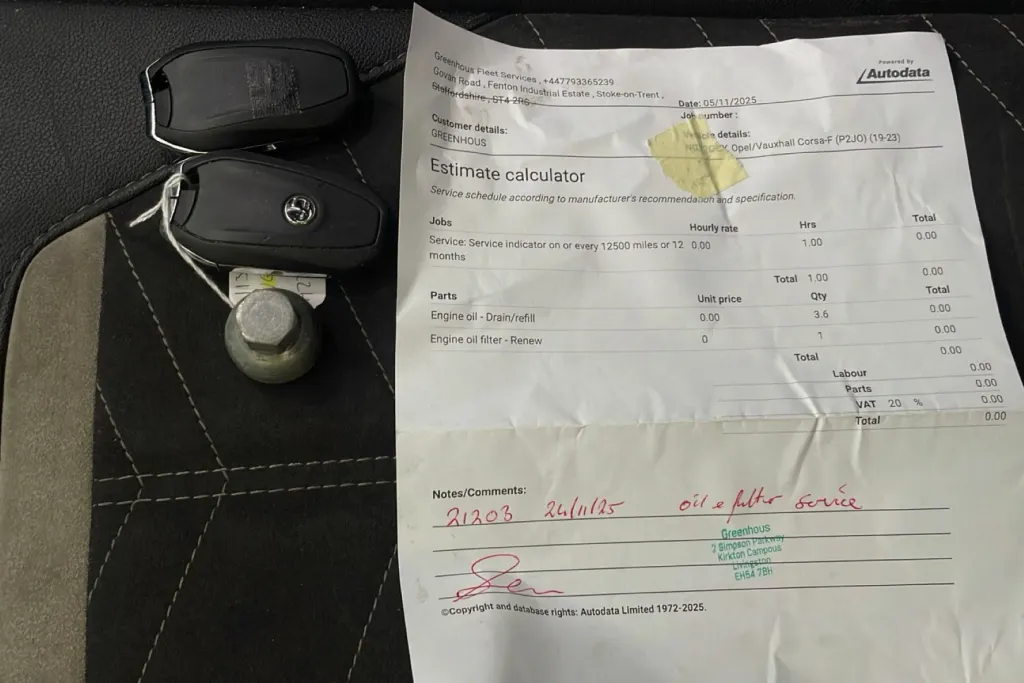 Greenhous Fleet Services , +447793365239
Govan Road , Fenton Industrial Estate , Stoke-on-Trent ,
Staffordshire , ST4 2RS
Powered by
Autodata
Date: 05/11/2025
Job number :
Customer details:
GREENHOUS
Vehicle details:
Opel/Vauxhall Corsa-F (P2JO) (19-23)
Estimate calculator
Service schedule according to manufacturer's recommendation and specification.
Jobs Hourly rate Hrs Total
Service: Service indicator on or every 12500 miles or 12 0.00 1.00 0.00
months
Total 1.00 0.00
Parts Unit price Qty Total
Engine oil - Drain/refill 0.00 3.6 0.00
Engine oil filter - Renew 0 1 0.00
Total 0.00
Labour 0.00
Parts 0.00
VAT 20 % 0.00
Total 0.00
Notes/Comments:
21203 24/11/25 oil e filter service
Greenhous
2 Simpson Parkway
Kirkton Campous
Livingston
EH54 7BH
©Copyright and database rights: Autodata Limited 1972-2025.